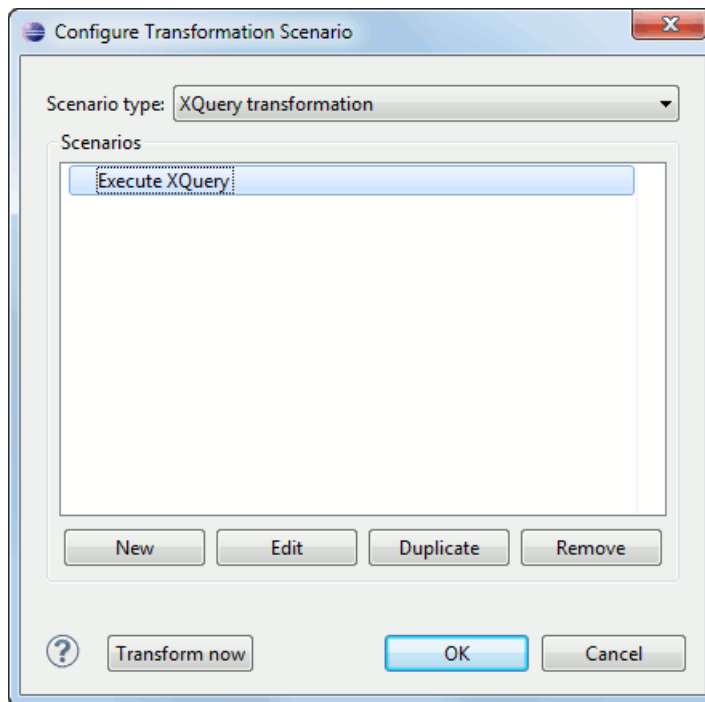 Configure Transformation Scenario
Scenario type: XQuery transformation
Scenarios
Execute XQuery
New Edit Duplicate Remove
? Transform now OK Cancel